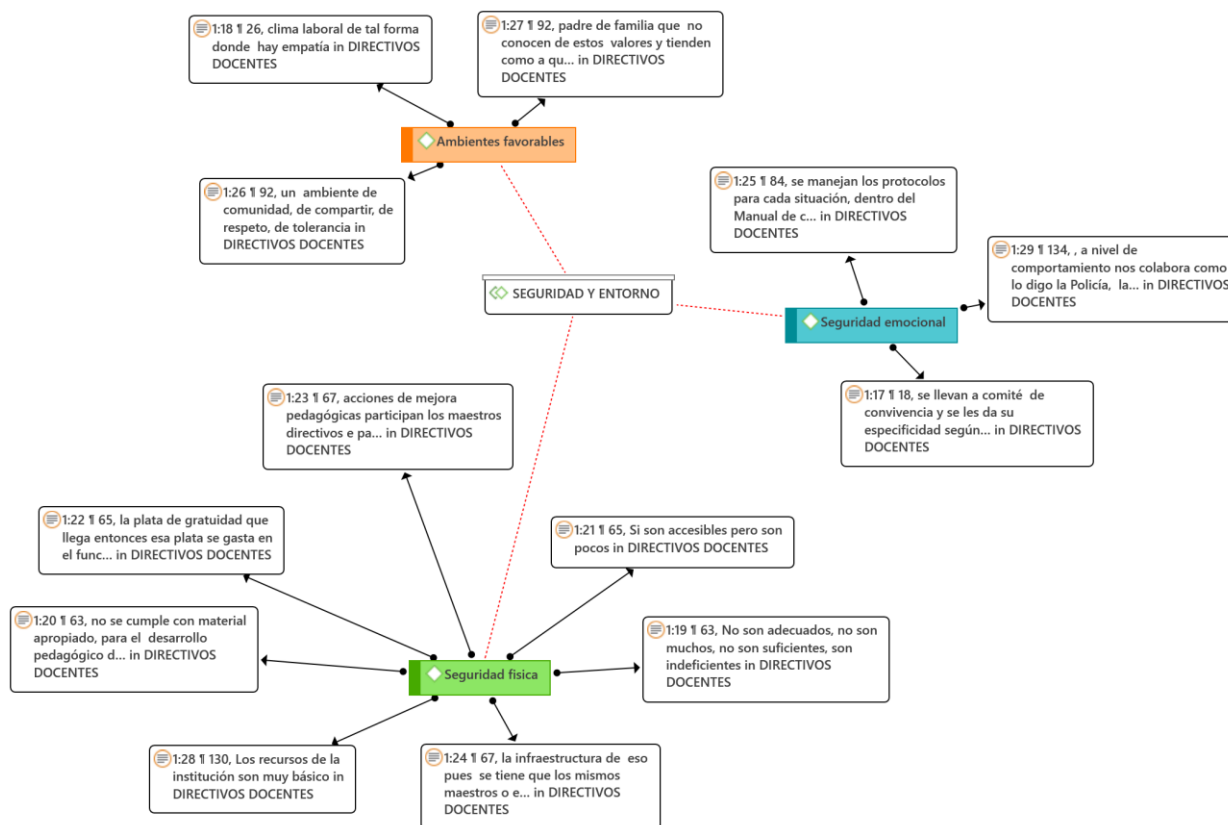 1:18 ¶ 26, clima laboral de tal forma
donde hay empatía in DIRECTIVOS
DOCENTES
1:27 ¶ 92, padre de familia que no
conocen de estos valores y tienden
como a qu... in DIRECTIVOS
DOCENTES
Ambientes favorables
1:26 ¶ 92, un ambiente de
comunidad, de compartir, de
respeto, de tolerancia in
DIRECTIVOS DOCENTES
1:25 ¶ 84, se manejan los protocolos
para cada situación, dentro del
Manual de c... in DIRECTIVOS
DOCENTES
1:29 ¶ 134, , a nivel de
comportamiento nos colabora como
lo digo la Policía, la... in DIRECTIVOS
DOCENTES
SEGURIDAD Y ENTORNO
Seguridad emocional
1:17 ¶ 18, se llevan a comité de
convivencia y se les da su
especificidad según... in DIRECTIVOS
DOCENTES
1:23 ¶ 67, acciones de mejora
pedagógicas participan los maestros
directivos e pa... in DIRECTIVOS
DOCENTES
1:22 ¶ 65, la plata de gratuidad que
llega entonces esa plata se gasta en
el func... in DIRECTIVOS DOCENTES
1:21 ¶ 65, Si son accesibles pero son
pocos in DIRECTIVOS DOCENTES
1:20 ¶ 63, no se cumple con material
apropiado, para el desarrollo
pedagógico d... in DIRECTIVOS
DOCENTES
1:19 ¶ 63, No son adecuados, no son
muchos, no son suficientes, son
indeficientes in DIRECTIVOS
DOCENTES
Seguridad fisica
1:28 ¶ 130, Los recursos de la
institución son muy básico in
DIRECTIVOS DOCENTES
1:24 ¶ 67, la infraestructura de eso
pues se tiene que los mismos
maestros o e... in DIRECTIVOS
DOCENTES